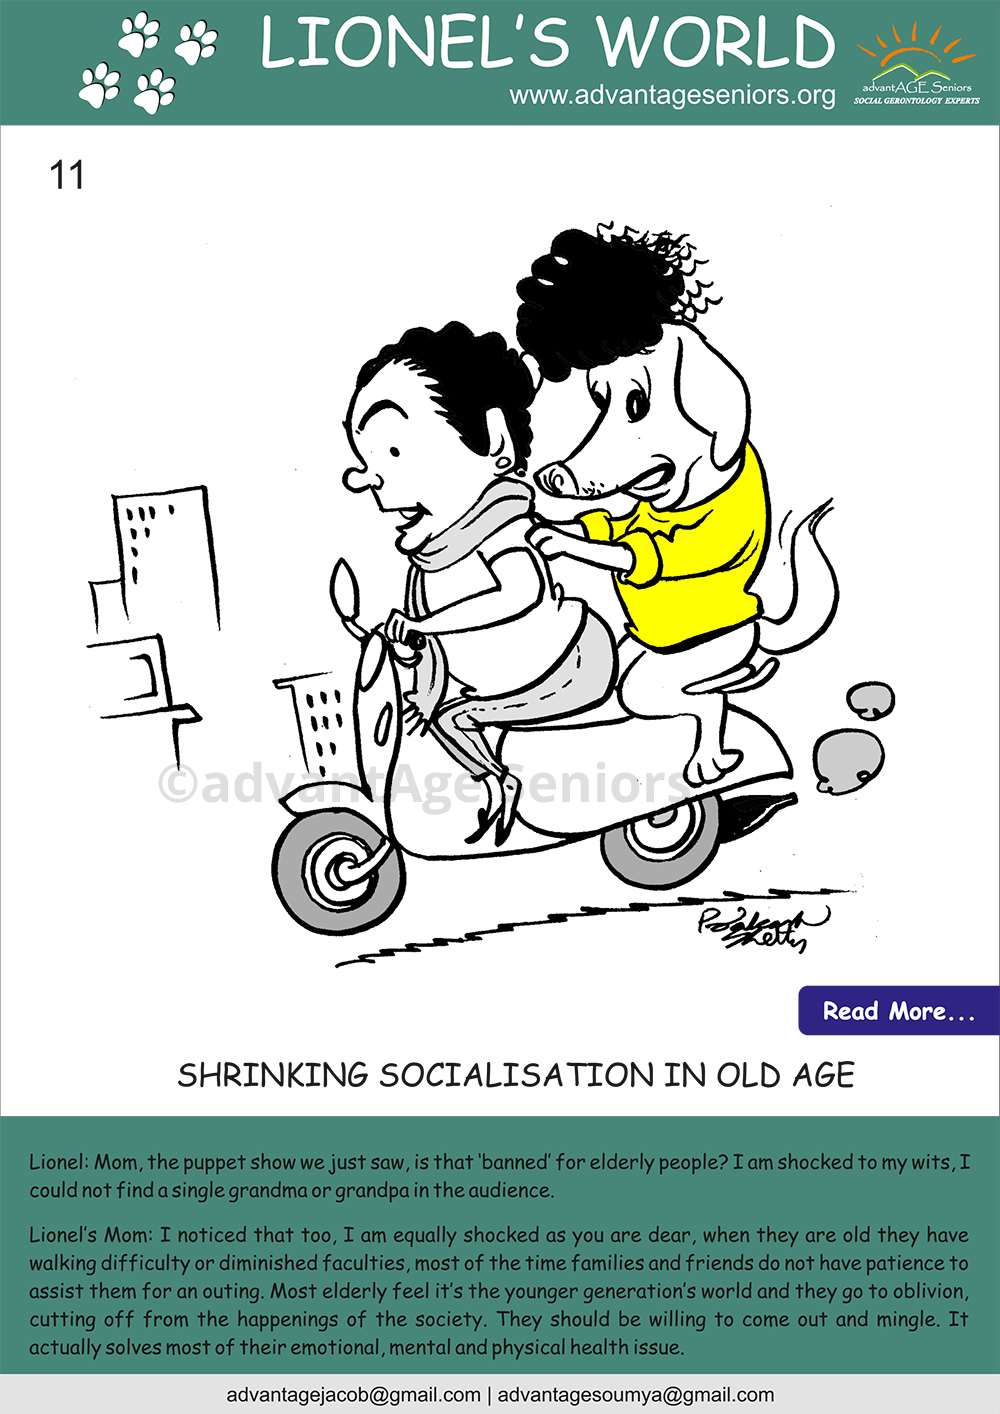 LIONEL'S WORLD
www.advantageseniors.org
advantAGE Seniors
SOCIAL GERONTOLOGY EXPERTS
11
©advantAge Seniors
Prakash
Shetty
Read More...
SHRINKING SOCIALISATION IN OLD AGE
Lionel: Mom, the puppet show we just saw, is that ‘banned’ for elderly people? I am shocked to my wits, I
could not find a single grandma or grandpa in the audience.
Lionel’s Mom: I noticed that too, I am equally shocked as you are dear, when they are old they have
walking difficulty or diminished faculties, most of the time families and friends do not have patience to
assist them for an outing. Most elderly feel it’s the younger generation’s world and they go to oblivion,
cutting off from the happenings of the society. They should be willing to come out and mingle. It
actually solves most of their emotional, mental and physical health issue.
advantagejacob@gmail.com | advantagesoumya@gmail.com